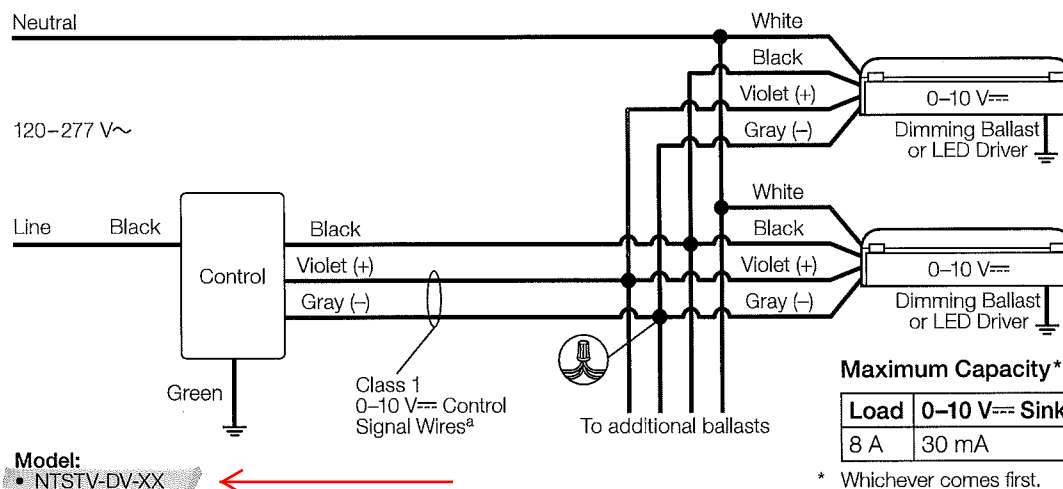 Neutral
White
Black
Violet (+)
Gray (–)
0–10 V⎓
Dimming Ballast
or LED Driver
120–277 V~
White
Line
Black
Control
Black
Black
Violet (+)
Violet (+)
0–10 V⎓
Gray (–)
Gray (–)
Dimming Ballast
or LED Driver
Green
Class 1
0–10 V⎓ Control
Signal Wiresª
To additional ballasts
Maximum Capacity*
Load 0–10 V⎓ Sink
8 A 30 mA
* Whichever comes first.
Model:
• NTSTV-DV-XX